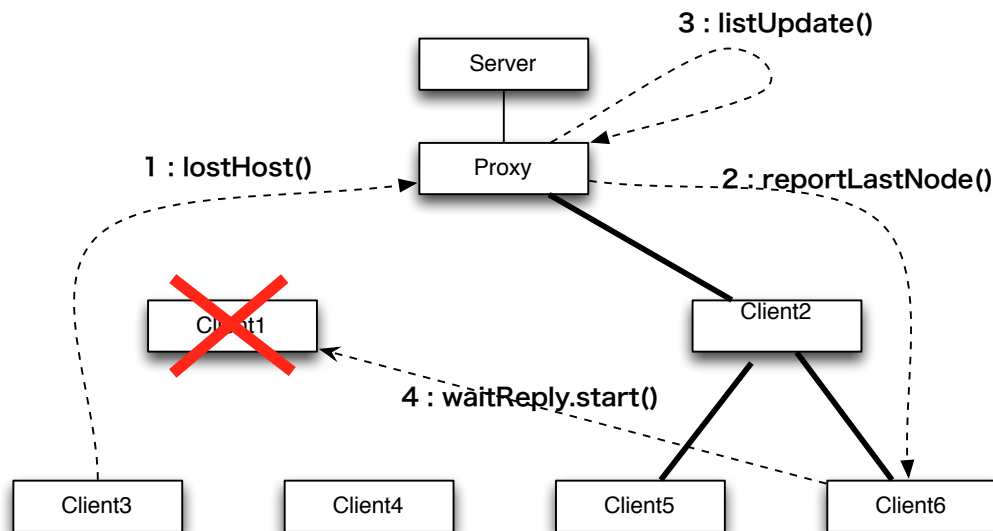 3 : listUpdate()
Server
1 : lostHost()
Proxy
2 : reportLastNode()
Client1
Client2
4 : waitReply.start()
Client3
Client4
Client5
Client6